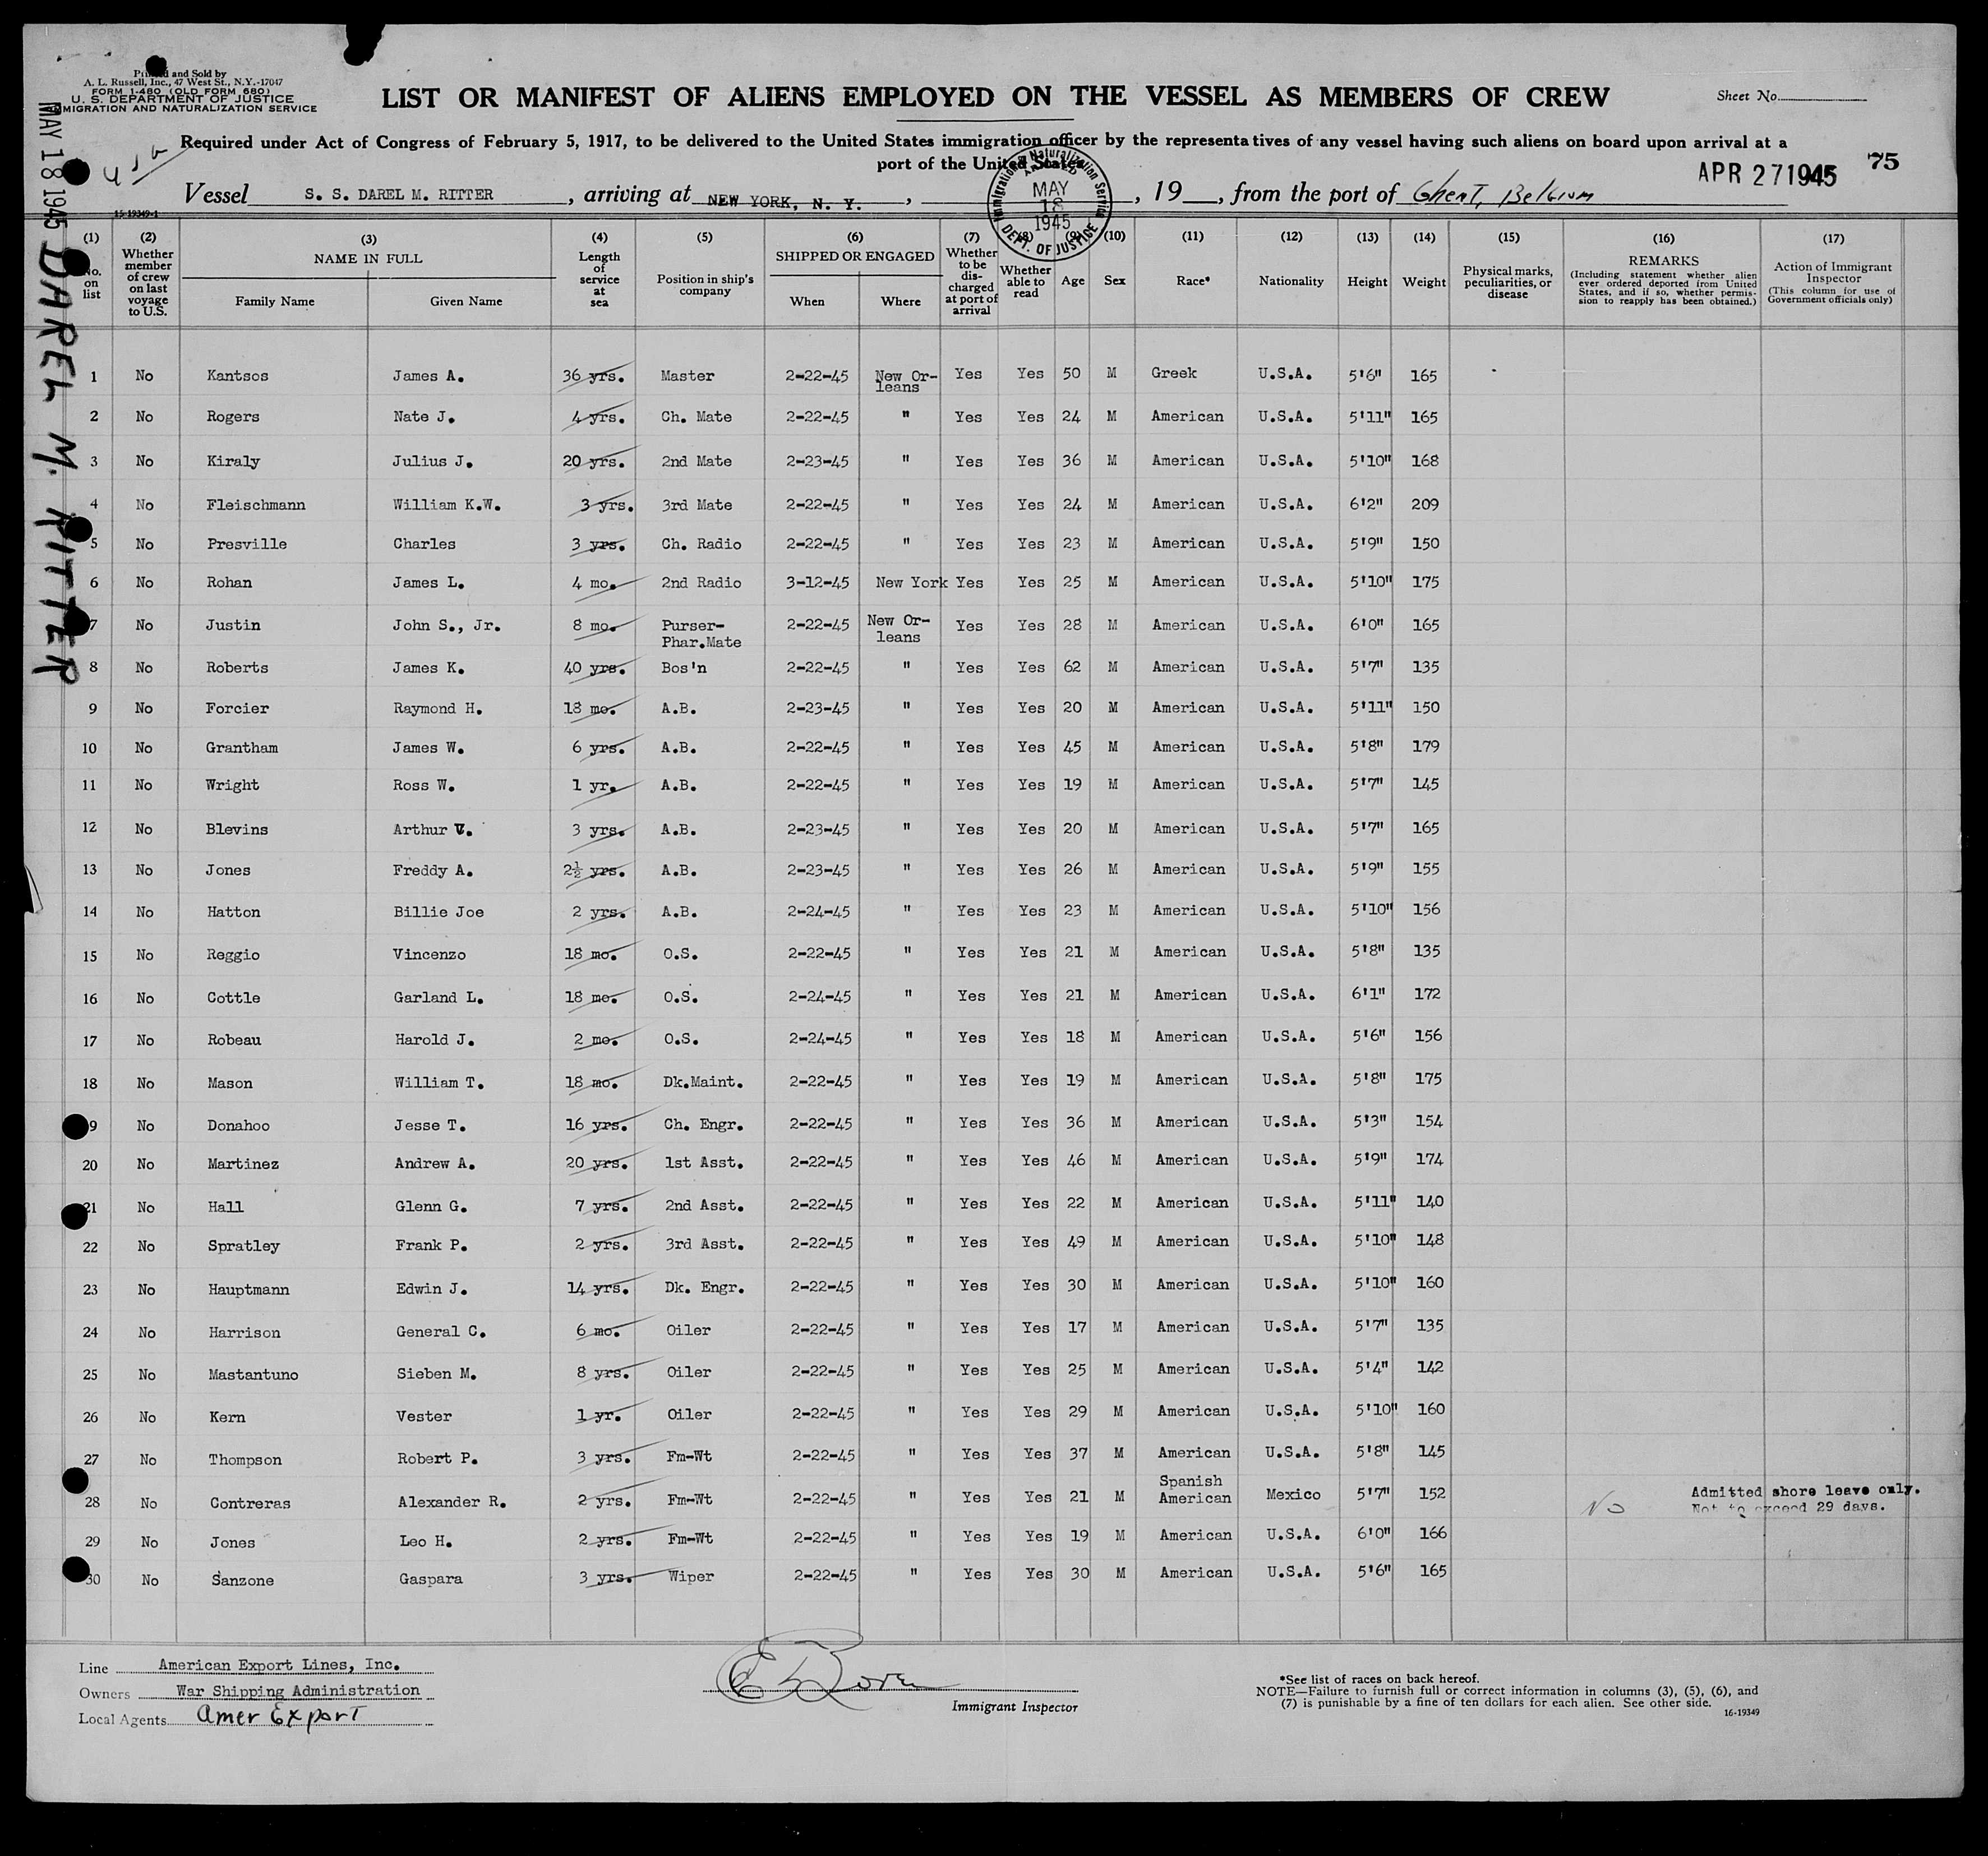 Printed and Sold by
A. L. Russell, Inc., 47 West St., N.Y.-17047
FORM I-480 (OLD FORM 680)
U. S. DEPARTMENT OF JUSTICE
IMMIGRATION AND NATURALIZATION SERVICE
LIST OR MANIFEST OF ALIENS EMPLOYED ON THE VESSEL AS MEMBERS OF CREW
Sheet No.
Required under Act of Congress of February 5, 1917, to be delivered to the United States immigration officer by the representatives of any vessel having such aliens on board upon arrival at a
port of the United States
APR 27 1945 75
Vessel S. S. DAREL M. RITTER, arriving at NEW YORK, N. Y., , 19 , from the port of Ghent, Belgium
Immigration & Naturalization Service
ARRIVED
MAY
18
1945
DEPT. OF JUSTICE
MAY 18 1945 DAREL M. RITTER
15-19349-1
(1) (2) (3) (4) (5) (6) (7) (8) (9) (10) (11) (12) (13) (14) (15) (16) (17)
No. on list
Whether member of crew on last voyage to U.S.
NAME IN FULL
Family Name Given Name
Length of service at sea
Position in ship's company
SHIPPED OR ENGAGED
When Where
Whether to be discharged at port of arrival
Whether able to read
Age
Sex
Race*
Nationality
Height
Weight
Physical marks, peculiarities, or disease
REMARKS
(Including statement whether alien ever ordered deported from United States, and if so, whether permission to reapply has been obtained.)
Action of Immigrant Inspector
(This column for use of Government officials only)
1 No Kantsos James A. 36 yrs. Master 2-22-45 New Orleans Yes Yes 50 M Greek U.S.A. 5'6" 165
2 No Rogers Nate J. 4 yrs. Ch. Mate 2-22-45 " Yes Yes 24 M American U.S.A. 5'11" 165
3 No Kiraly Julius J. 20 yrs. 2nd Mate 2-23-45 " Yes Yes 36 M American U.S.A. 5'10" 168
4 No Fleischmann William K.W. 3 yrs. 3rd Mate 2-22-45 " Yes Yes 24 M American U.S.A. 6'2" 209
5 No Presville Charles 3 yrs. Ch. Radio 2-22-45 " Yes Yes 23 M American U.S.A. 5'9" 150
6 No Rohan James L. 4 mo. 2nd Radio 3-12-45 New York Yes Yes 25 M American U.S.A. 5'10" 175
7 No Justin John S., Jr. 8 mo. Purser-Phar.Mate 2-22-45 New Orleans Yes Yes 28 M American U.S.A. 6'0" 165
8 No Roberts James K. 40 yrs. Bos'n 2-22-45 " Yes Yes 62 M American U.S.A. 5'7" 135
9 No Forcier Raymond H. 18 mo. A.B. 2-23-45 " Yes Yes 20 M American U.S.A. 5'11" 150
10 No Grantham James W. 6 yrs. A.B. 2-22-45 " Yes Yes 45 M American U.S.A. 5'8" 179
11 No Wright Ross W. 1 yr. A.B. 2-22-45 " Yes Yes 19 M American U.S.A. 5'7" 145
12 No Blevins Arthur 3 yrs. A.B. 2-23-45 " Yes Yes 20 M American U.S.A. 5'7" 165
13 No Jones Freddy A. 2½ yrs. A.B. 2-23-45 " Yes Yes 26 M American U.S.A. 5'9" 155
14 No Hatton Billie Joe 2 yrs. A.B. 2-24-45 " Yes Yes 23 M American U.S.A. 5'10" 156
15 No Reggio Vincenzo 18 mo. O.S. 2-22-45 " Yes Yes 21 M American U.S.A. 5'8" 135
16 No Cottle Garland L. 18 mo. O.S. 2-24-45 " Yes Yes 21 M American U.S.A. 6'1" 172
17 No Robeau Harold J. 2 mo. O.S. 2-24-45 " Yes Yes 18 M American U.S.A. 5'6" 156
18 No Mason William T. 18 mo. Dk.Maint. 2-22-45 " Yes Yes 19 M American U.S.A. 5'8" 175
19 No Donahoo Jesse T. 16 yrs. Ch. Engr. 2-22-45 " Yes Yes 36 M American U.S.A. 5'3" 154
20 No Martinez Andrew A. 20 yrs. 1st Asst. 2-22-45 " Yes Yes 46 M American U.S.A. 5'9" 174
21 No Hall Glenn G. 7 yrs. 2nd Asst. 2-22-45 " Yes Yes 22 M American U.S.A. 5'11" 140
22 No Spratley Frank P. 2 yrs. 3rd Asst. 2-22-45 " Yes Yes 49 M American U.S.A. 5'10" 148
23 No Hauptmann Edwin J. 14 yrs. Dk. Engr. 2-22-45 " Yes Yes 30 M American U.S.A. 5'10" 160
24 No Harrison General C. 6 mo. Oiler 2-22-45 " Yes Yes 17 M American U.S.A. 5'7" 135
25 No Mastantuno Sieben M. 8 yrs. Oiler 2-22-45 " Yes Yes 25 M American U.S.A. 5'4" 142
26 No Kern Vester 1 yr. Oiler 2-22-45 " Yes Yes 29 M American U.S.A. 5'10" 160
27 No Thompson Robert P. 3 yrs. Fm-Wt 2-22-45 " Yes Yes 37 M American U.S.A. 5'8" 145
28 No Contreras Alexander R. 2 yrs. Fm-Wt 2-22-45 " Yes Yes 21 M Spanish American Mexico 5'7" 152 No Admitted shore leave only. Not to exceed 29 days.
29 No Jones Leo H. 2 yrs. Fm-Wt 2-22-45 " Yes Yes 19 M American U.S.A. 6'0" 166
30 No Sanzone Gaspara 3 yrs. Wiper 2-22-45 " Yes Yes 30 M American U.S.A. 5'6" 165
Line American Export Lines, Inc.
Owners War Shipping Administration
Local Agents Amer Export
Immigrant Inspector
*See list of races on back hereof.
NOTE—Failure to furnish full or correct information in columns (3), (5), (6), and
(7) is punishable by a fine of ten dollars for each alien. See other side.
16-19349